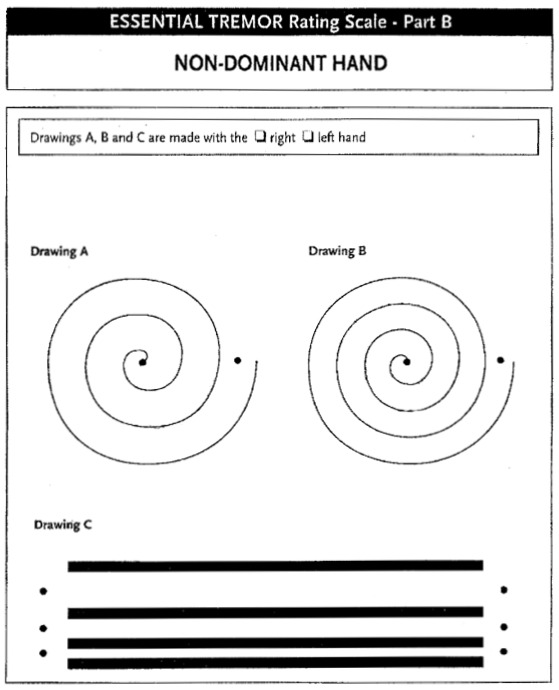 ESSENTIAL TREMOR Rating Scale - Part B
NON-DOMINANT HAND
Drawings A, B and C are made with the ❏ right ❏ left hand
Drawing A
Drawing B
Drawing C